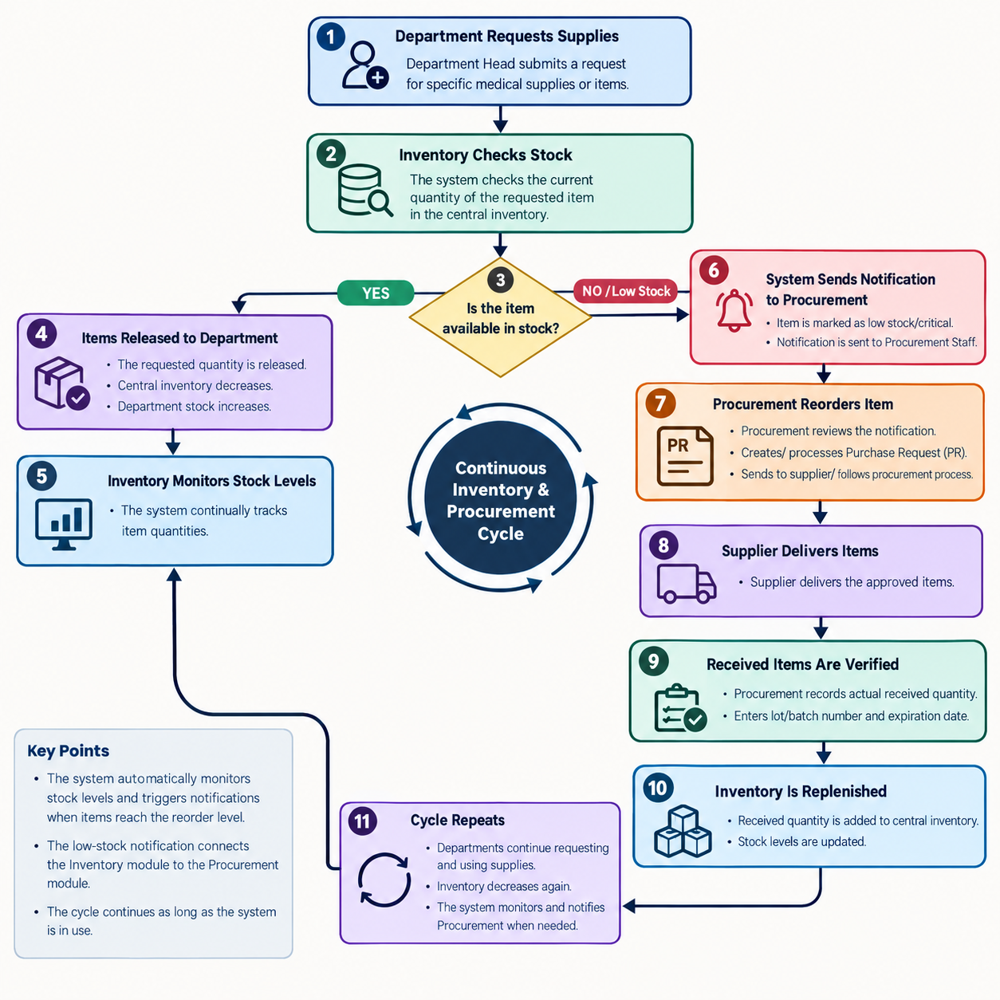 1
Department Requests Supplies
Department Head submits a request
for specific medical supplies or items.
2
Inventory Checks Stock
The system checks the current
quantity of the requested item
in the central inventory.
3
Is the item
available in stock?
YES
NO /Low Stock
4
Items Released to Department
• The requested quantity is released.
• Central inventory decreases.
• Department stock increases.
5
Inventory Monitors Stock Levels
• The system continually tracks
item quantities.
6
System Sends Notification
to Procurement
• Item is marked as low stock/critical.
• Notification is sent to Procurement Staff.
7
Procurement Reorders Item
PR
• Procurement reviews the notification.
• Creates/ processes Purchase Request (PR).
• Sends to supplier/ follows procurement process.
8
Supplier Delivers Items
• Supplier delivers the approved items.
9
Received Items Are Verified
• Procurement records actual received quantity.
• Enters lot/batch number and expiration date.
10
Inventory Is Replenished
• Received quantity is added to central inventory.
• Stock levels are updated.
11
Cycle Repeats
• Departments continue requesting
and using supplies.
• Inventory decreases again.
• The system monitors and notifies
Procurement when needed.
Continuous
Inventory &
Procurement
Cycle
Key Points
• The system automatically monitors
stock levels and triggers notifications
when items reach the reorder level.
• The low-stock notification connects
the Inventory module to the Procurement
module.
• The cycle continues as long as the system
is in use.